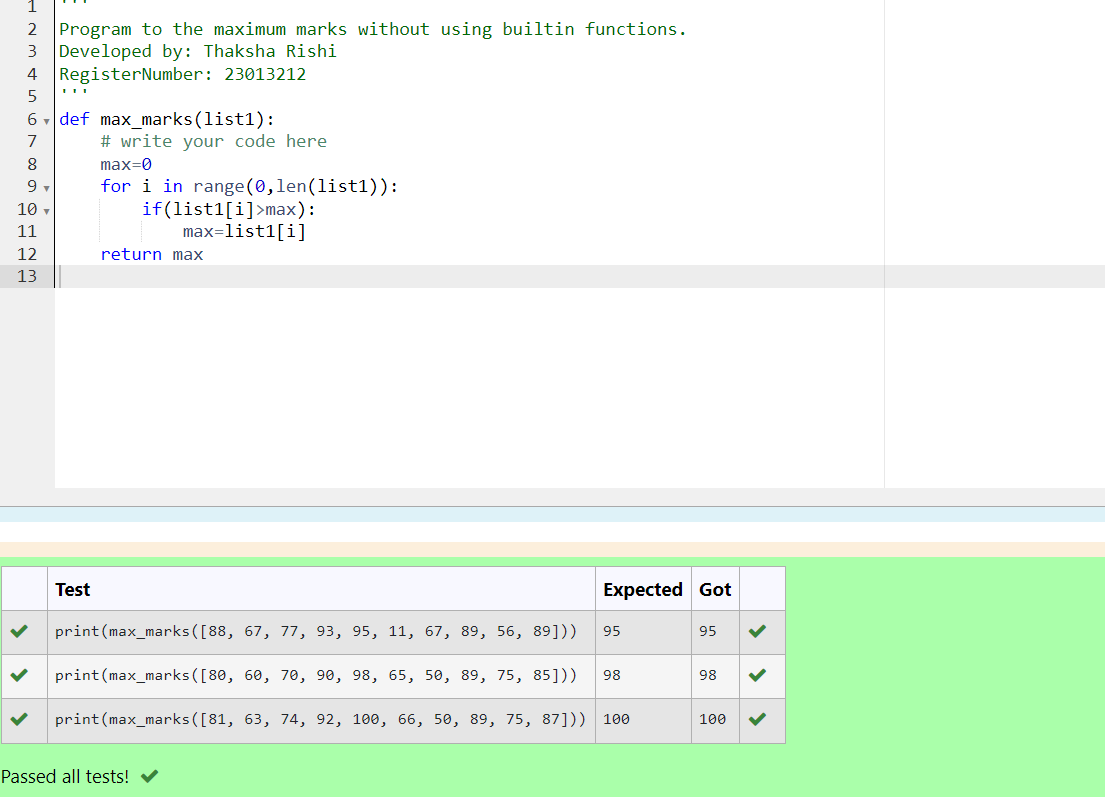 1 '''
2 Program to the maximum marks without using builtin functions.
3 Developed by: Thaksha Rishi
4 RegisterNumber: 23013212
5 '''
6 def max_marks(list1):
7     # write your code here
8     max=0
9     for i in range(0,len(list1)):
10         if(list1[i]>max):
11             max=list1[i]
12     return max
13
Test Expected Got
print(max_marks([88, 67, 77, 93, 95, 11, 67, 89, 56, 89])) 95 95
print(max_marks([80, 60, 70, 90, 98, 65, 50, 89, 75, 85])) 98 98
print(max_marks([81, 63, 74, 92, 100, 66, 50, 89, 75, 87])) 100 100
Passed all tests!